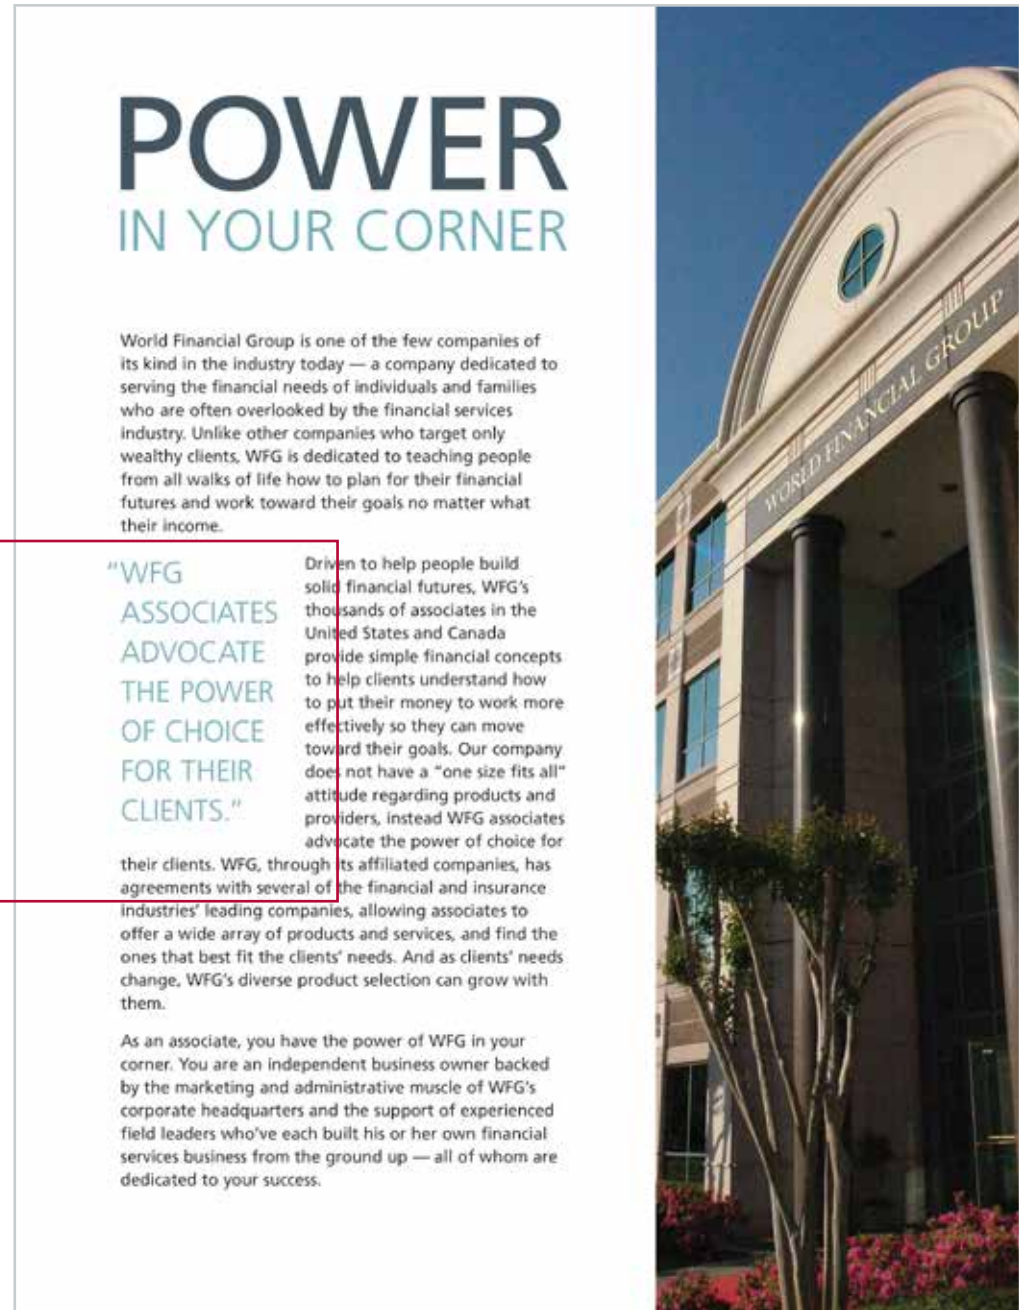 POWER
IN YOUR CORNER
World Financial Group is one of the few companies of
its kind in the industry today — a company dedicated to
serving the financial needs of individuals and families
who are often overlooked by the financial services
industry. Unlike other companies who target only
wealthy clients, WFG is dedicated to teaching people
from all walks of life how to plan for their financial
futures and work toward their goals no matter what
their income.
“WFG
ASSOCIATES
ADVOCATE
THE POWER
OF CHOICE
FOR THEIR
CLIENTS.”
Driven to help people build
solid financial futures, WFG’s
thousands of associates in the
United States and Canada
provide simple financial concepts
to help clients understand how
to put their money to work more
effectively so they can move
toward their goals. Our company
does not have a “one size fits all”
attitude regarding products and
providers, instead WFG associates
advocate the power of choice for
their clients. WFG, through its affiliated companies, has
agreements with several of the financial and insurance
industries’ leading companies, allowing associates to
offer a wide array of products and services, and find the
ones that best fit the clients’ needs. And as clients’ needs
change, WFG’s diverse product selection can grow with
them.
As an associate, you have the power of WFG in your
corner. You are an independent business owner backed
by the marketing and administrative muscle of WFG’s
corporate headquarters and the support of experienced
field leaders who’ve each built his or her own financial
services business from the ground up — all of whom are
dedicated to your success.
WORLD FINANCIAL GROUP